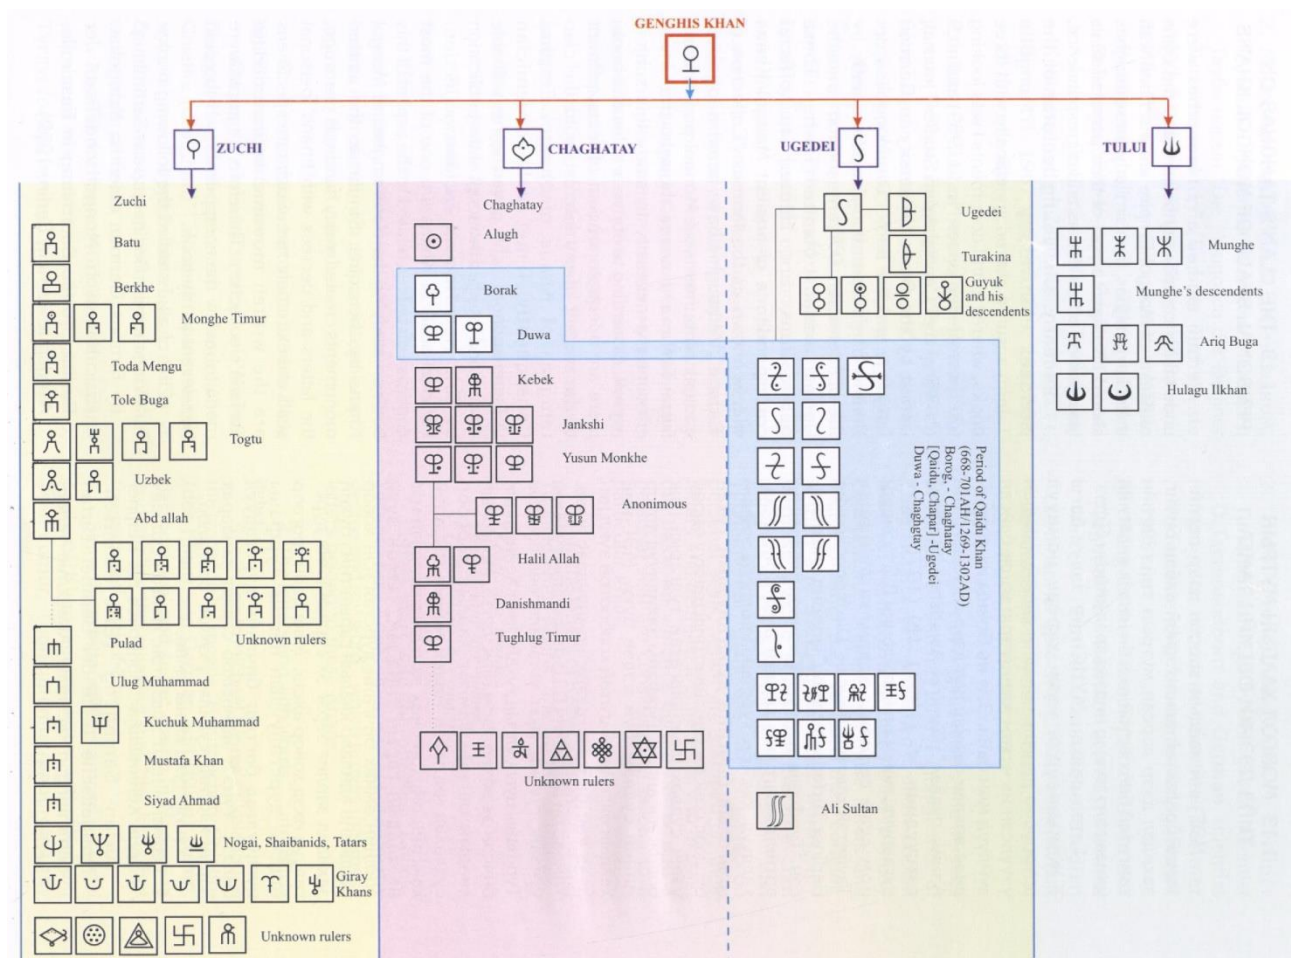 GENGHIS KHAN
ZUCHI
CHAGHATAY
UGEDEI
TULUI
Zuchi
Batu
Berkhe
Monghe Timur
Toda Mengu
Tole Buga
Togtu
Uzbek
Abd allah
Unknown rulers
Pulad
Ulug Muhammad
Kuchuk Muhammad
Mustafa Khan
Siyad Ahmad
Nogai, Shaibanids, Tatars
Giray
Khans
Unknown rulers
Chaghatay
Alugh
Borak
Duwa
Kebek
Jankshi
Yusun Monkhe
Anonimous
Halil Allah
Danishmandi
Tughlug Timur
Unknown rulers
Ugedei
Turakina
Guyuk
and his
descendents
Period of Qaidu Khan
(668-701AH/1269-1302AD)
Borog, - Chaghatay
[Qaidu, Chapar] -Ugedei
Duwa - Chaghgtay
Ali Sultan
Munghe
Munghe's descendents
Ariq Buga
Hulagu Ilkhan